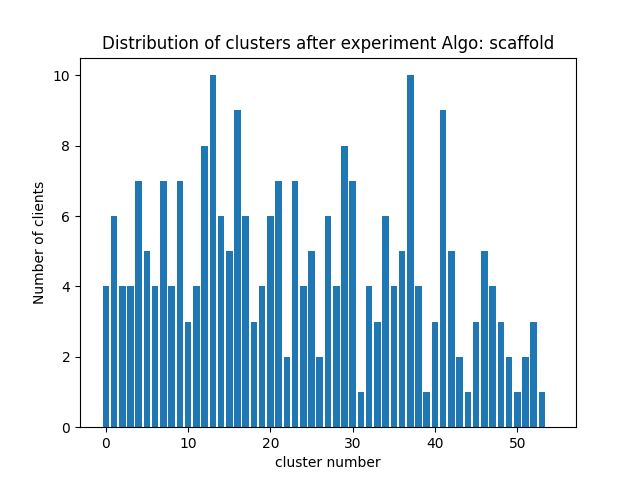 Distribution of clusters after experiment Algo: scaffold
10
8
6
4
2
0
Number of clients
0 10 20 30 40 50
cluster number